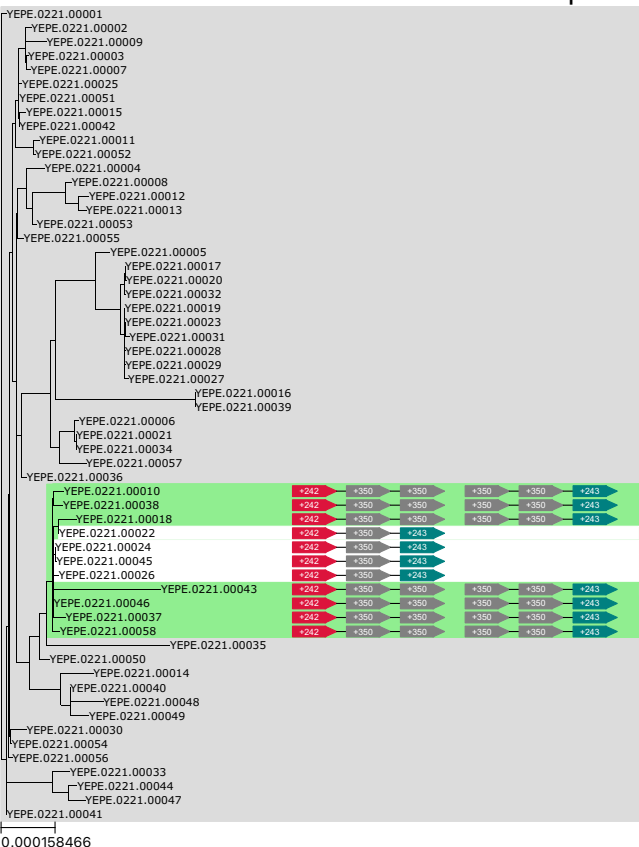 YEPE.0221.00001
YEPE.0221.00002
YEPE.0221.00009
YEPE.0221.00003
YEPE.0221.00007
YEPE.0221.00025
YEPE.0221.00051
YEPE.0221.00015
YEPE.0221.00042
YEPE.0221.00011
YEPE.0221.00052
YEPE.0221.00004
YEPE.0221.00008
YEPE.0221.00012
YEPE.0221.00013
YEPE.0221.00053
YEPE.0221.00055
YEPE.0221.00005
YEPE.0221.00017
YEPE.0221.00020
YEPE.0221.00032
YEPE.0221.00019
YEPE.0221.00023
YEPE.0221.00031
YEPE.0221.00028
YEPE.0221.00029
YEPE.0221.00027
YEPE.0221.00016
YEPE.0221.00039
YEPE.0221.00006
YEPE.0221.00021
YEPE.0221.00034
YEPE.0221.00057
YEPE.0221.00036
YEPE.0221.00010 +242 +350 +350 +350 +350 +243
YEPE.0221.00038 +242 +350 +350 +350 +350 +243
YEPE.0221.00018 +242 +350 +350 +350 +350 +243
YEPE.0221.00022 +242 +350 +243
YEPE.0221.00024 +242 +350 +243
YEPE.0221.00045 +242 +350 +243
YEPE.0221.00026 +242 +350 +243
YEPE.0221.00043 +242 +350 +350 +350 +350 +243
YEPE.0221.00046 +242 +350 +350 +350 +350 +243
YEPE.0221.00037 +242 +350 +350 +350 +350 +243
YEPE.0221.00058 +242 +350 +350 +350 +350 +243
YEPE.0221.00035
YEPE.0221.00050
YEPE.0221.00014
YEPE.0221.00040
YEPE.0221.00048
YEPE.0221.00049
YEPE.0221.00030
YEPE.0221.00054
YEPE.0221.00056
YEPE.0221.00033
YEPE.0221.00044
YEPE.0221.00047
YEPE.0221.00041
0.000158466